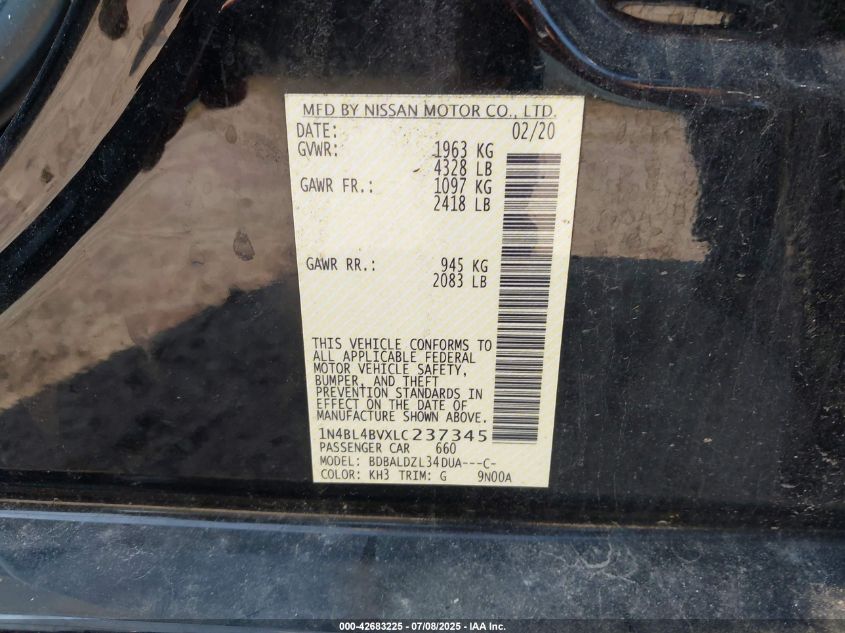 MFD BY NISSAN MOTOR CO., LTD.
DATE: 02/20
GVWR: 1963 KG
4328 LB
GAWR FR.: 1097 KG
2418 LB
GAWR RR.: 945 KG
2083 LB
THIS VEHICLE CONFORMS TO
ALL APPLICABLE FEDERAL
MOTOR VEHICLE SAFETY,
BUMPER, AND THEFT
PREVENTION STANDARDS IN
EFFECT ON THE DATE OF
MANUFACTURE SHOWN ABOVE.
1N4BL4BVXLC237345
PASSENGER CAR 660
MODEL: BDBALDZL34DUA---C-
COLOR: KH3 TRIM: G 9N00A
000-42683225 - 07/08/2025 - IAA Inc.